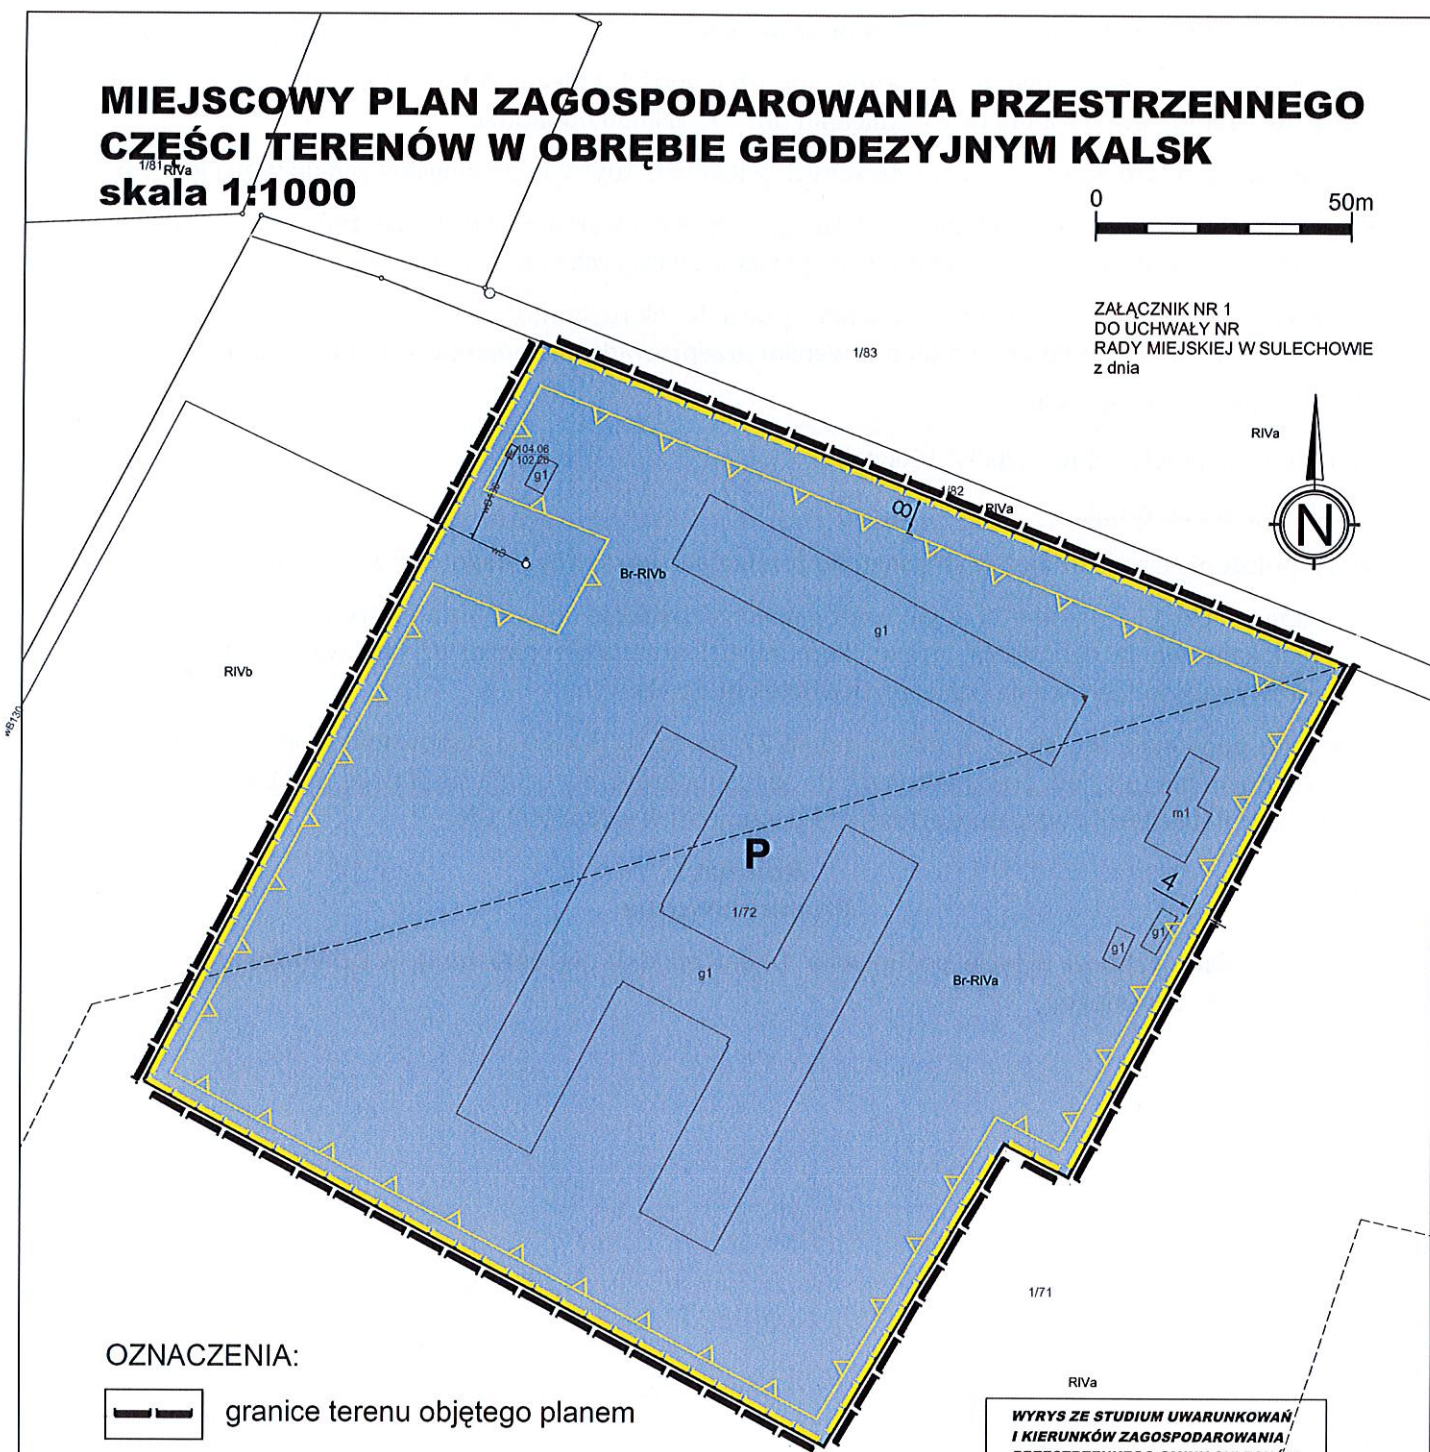 MIEJSCOWY PLAN ZAGOSPODAROWANIA PRZESTRZENNEGO
CZĘŚCI TERENÓW W OBRĘBIE GEODEZYJNYM KALSK
1/81
RIVa
skala 1:1000
0
50m
ZAŁĄCZNIK NR 1
DO UCHWAŁY NR
RADY MIEJSKIEJ W SULECHOWIE
z dnia
1/83
RIVa
N
104.06
102.26
g1
1/82
RIVa
8
wB
Br-RIVb
g1
RIVb
wB130
m1
P
4
1/72
g1
g1
g1
Br-RIVa
1/71
OZNACZENIA:
RIVa
granice terenu objętego planem
WYRYS ZE STUDIUM UWARUNKOWAŃ
I KIERUNKÓW ZAGOSPODAROWANIA